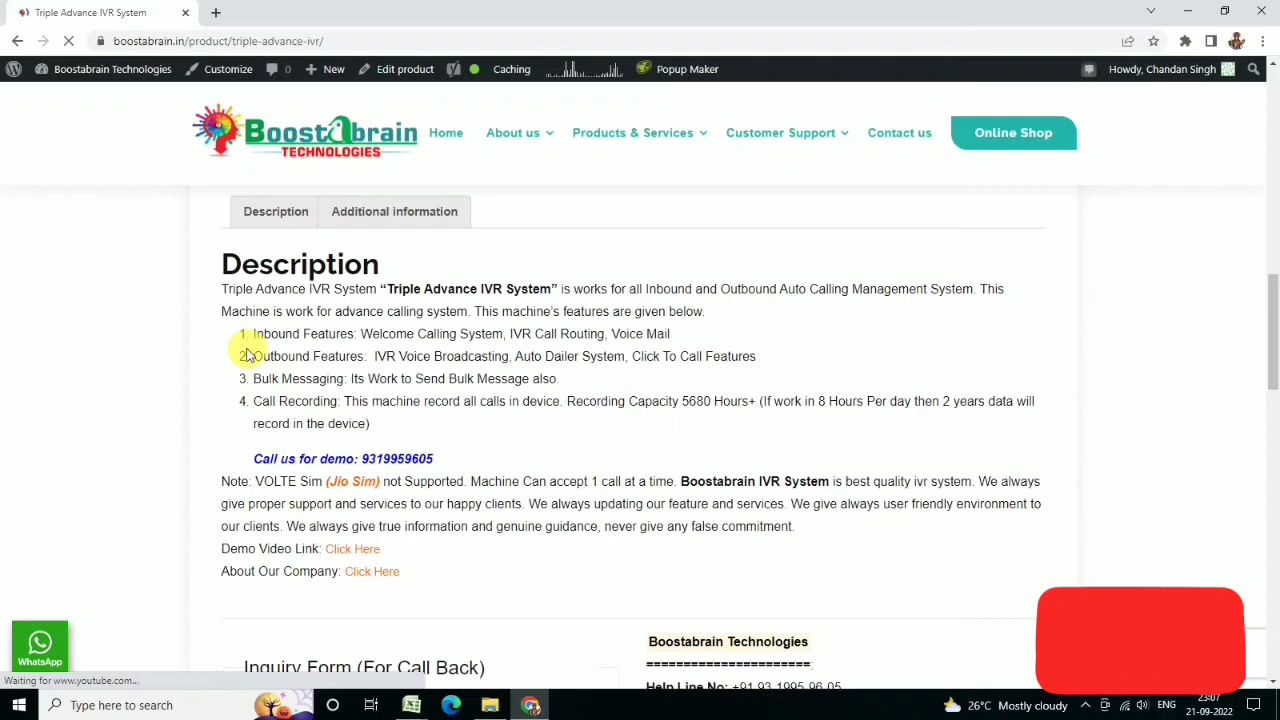 Triple Advance IVR System
boostabrain.in/product/triple-advance-ivr/
Boostabrain Technologies Customize 0 New Edit product Caching Popup Maker Howdy, Chandan Singh
Boostabrain
TECHNOLOGIES
Home About us Products & Services Customer Support Contact us Online Shop
Description Additional information
Description
Triple Advance IVR System “Triple Advance IVR System” is works for all Inbound and Outbound Auto Calling Management System. This
Machine is work for advance calling system. This machine’s features are given below.
1. Inbound Features: Welcome Calling System, IVR Call Routing, Voice Mail
2. Outbound Features: IVR Voice Broadcasting, Auto Dailer System, Click To Call Features
3. Bulk Messaging: Its Work to Send Bulk Message also.
4. Call Recording: This machine record all calls in device. Recording Capacity 5680 Hours+ (If work in 8 Hours Per day then 2 years data will
record in the device)
Call us for demo: 9319959605
Note: VOLTE Sim (Jio Sim) not Supported. Machine Can accept 1 call at a time. Boostabrain IVR System is best quality ivr system. We always
give proper support and services to our happy clients. We always updating our feature and services. We give always user friendly environment to
our clients. We always give true information and genuine guidance, never give any false commitment.
Demo Video Link: Click Here
About Our Company: Click Here
Boostabrain Technologies
======================:
Inquiry Form (For Call Back)
Help Line No: +91 93 1995 96 05
WhatsApp
Waiting for www.youtube.com...
Type here to search
26°C Mostly cloudy
ENG
23:07
21-09-2022